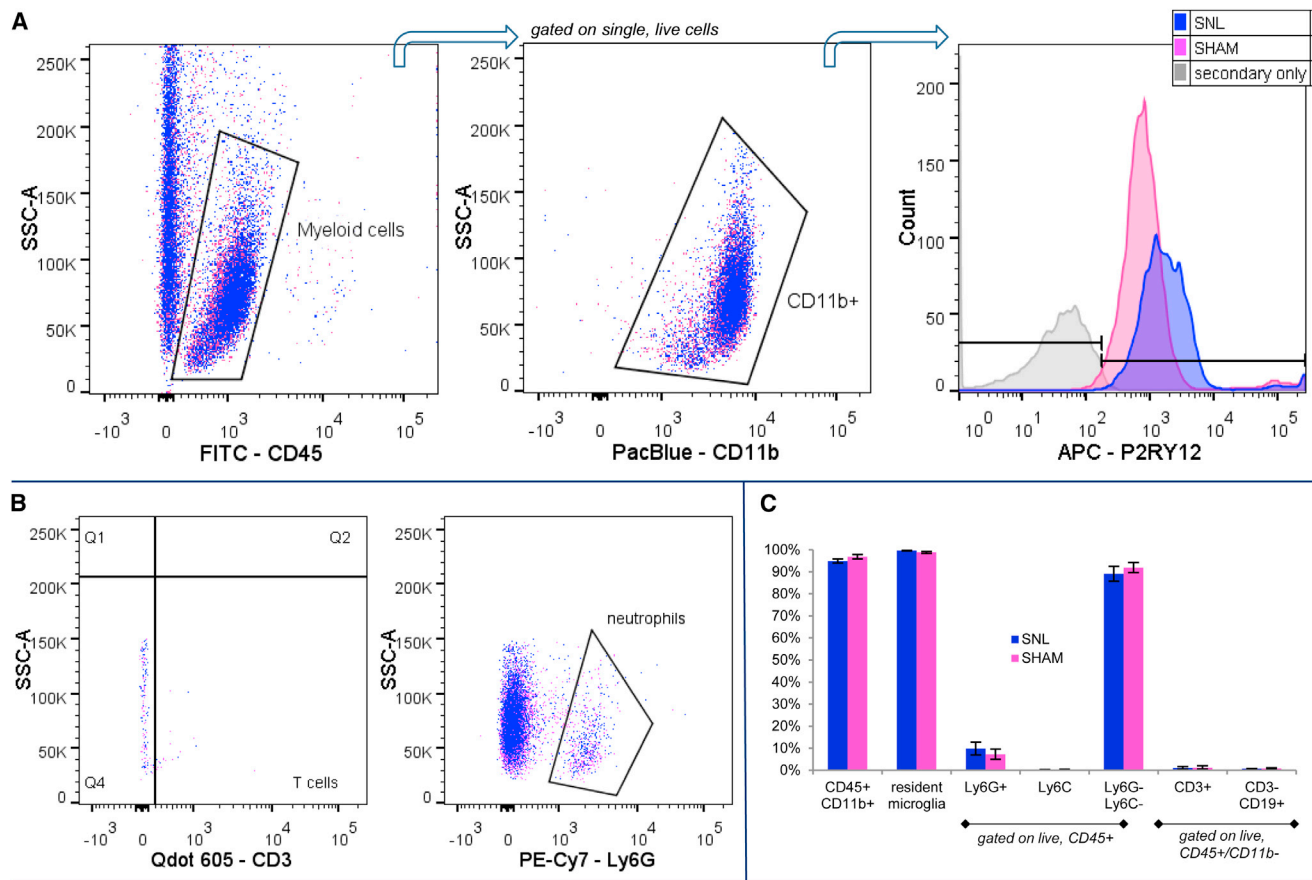 A
gated on single, live cells
SNL
SHAM
secondary only
250K
200K
150K
100K
50K
0
SSC-A
Myeloid cells
-10^3 0 10^3 10^4 10^5
FITC - CD45
250K
200K
150K
100K
50K
0
SSC-A
CD11b+
-10^3 0 10^3 10^4 10^5
PacBlue - CD11b
200
150
100
50
0
Count
10^0 10^1 10^2 10^3 10^4 10^5
APC - P2RY12
B
250K
200K
150K
100K
50K
0
SSC-A
Q1
Q2
Q4
T cells
-10^3 0 10^3 10^4 10^5
Qdot 605 - CD3
250K
200K
150K
100K
50K
0
SSC-A
neutrophils
-10^3 0 10^3 10^4 10^5
PE-Cy7 - Ly6G
C
100%
90%
80%
70%
60%
50%
40%
30%
20%
10%
0%
SNL
SHAM
CD45+ CD11b+
resident microglia
Ly6G+
Ly6C
Ly6G- Ly6C-
CD3+
CD3- CD19+
gated on live, CD45+
gated on live,
CD45+/CD11b-